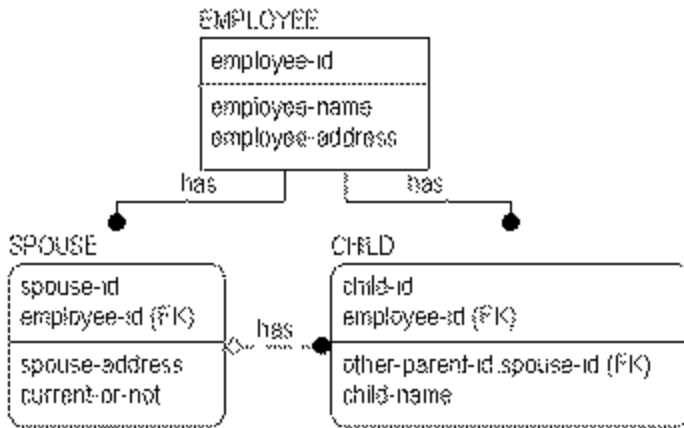 EMPLOYEE
employee-id
employee-name
employee-address
has
has
SPOUSE
spouse-id
employee-id (FK)
spouse-address
current-or-not
has
CHILD
child-id
employee-id (FK)
other-parent-id.spouse-id (FK)
child-name